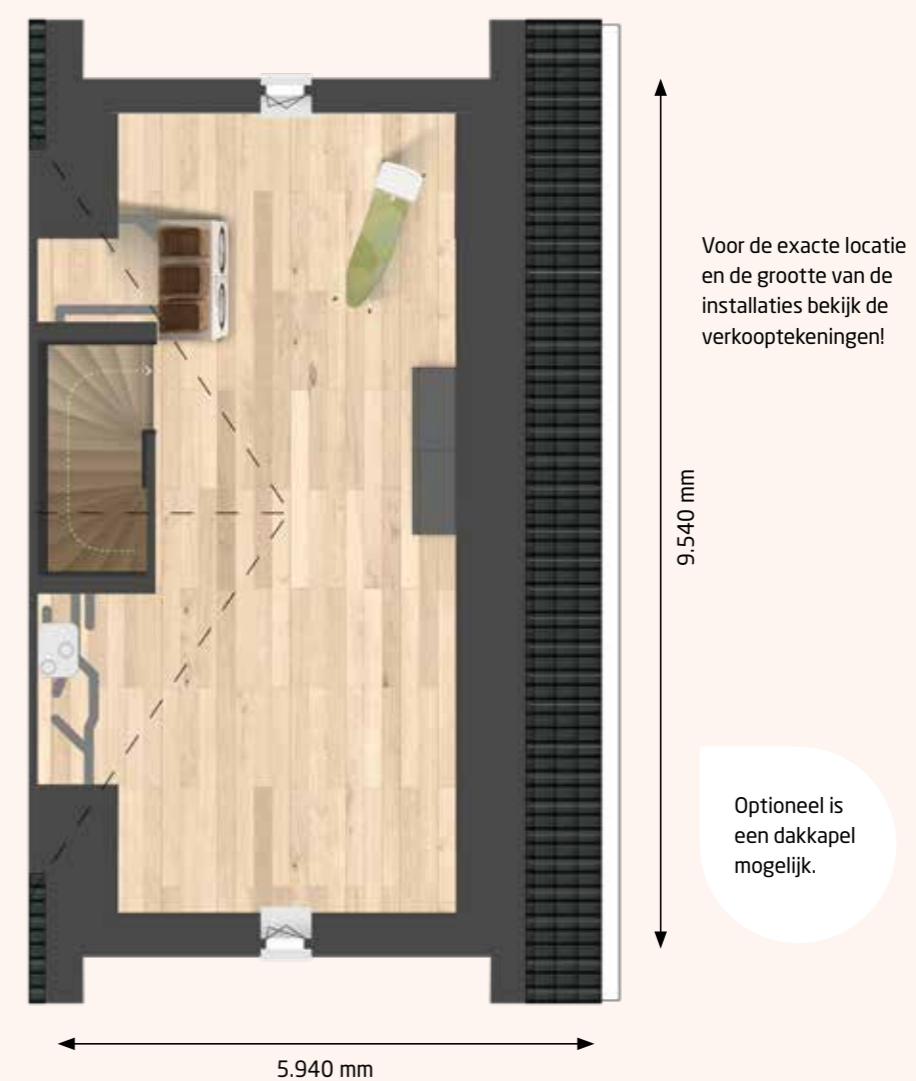 Voor de exacte locatie
en de grootte van de
installaties bekijk de
verkooptekeningen!
9.540 mm
Optioneel is
een dakkapel
mogelijk.
5.940 mm